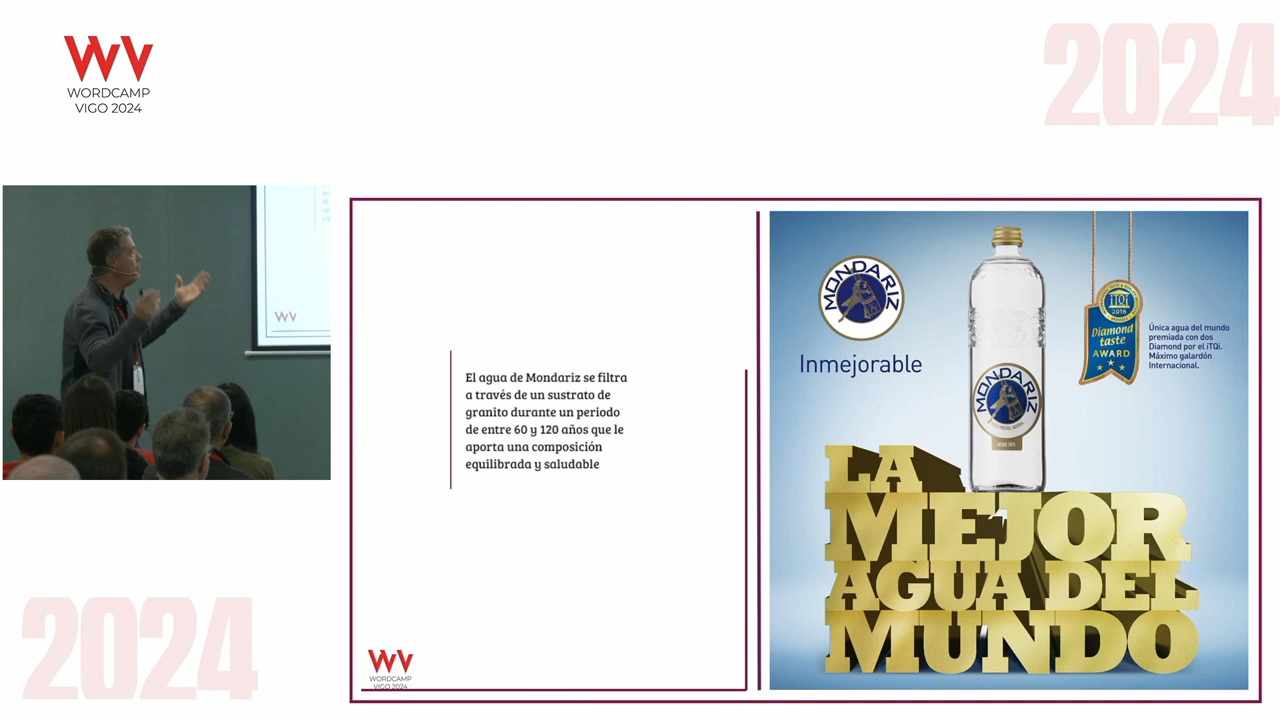 WORDCAMP
VIGO 2024
2024
El agua de Mondariz se filtra
a través de un sustrato de
granito durante un periodo
de entre 60 y 120 años que le
aporta una composición
equilibrada y saludable
WORDCAMP
VIGO 2024
MONDARIZ
Inmejorable
MONDARIZ
iTQi
2016
Diamond
taste
AWARD
Única agua del mundo
premiada con dos
Diamond por el iTQi.
Máximo galardón
Internacional.
LA
MEJOR
AGUA DEL
MUNDO
2024